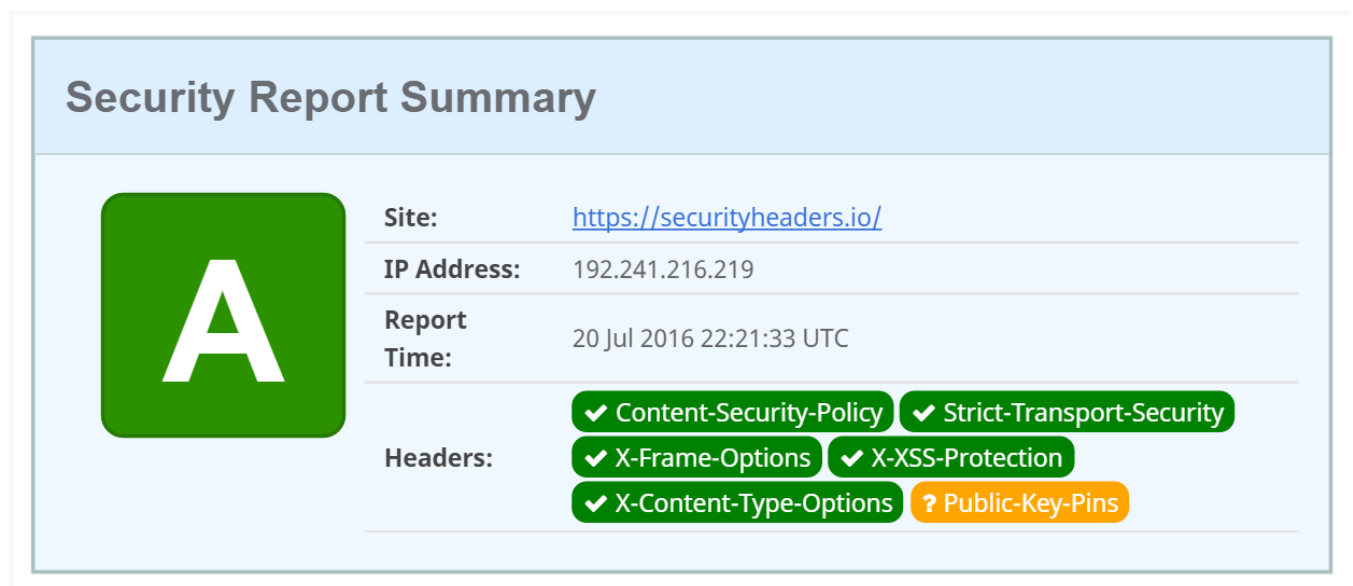 Security Report Summary
A
Site: https://securityheaders.io/
IP Address: 192.241.216.219
Report Time: 20 Jul 2016 22:21:33 UTC
Headers:
✔ Content-Security-Policy ✔ Strict-Transport-Security
✔ X-Frame-Options ✔ X-XSS-Protection
✔ X-Content-Type-Options ? Public-Key-Pins